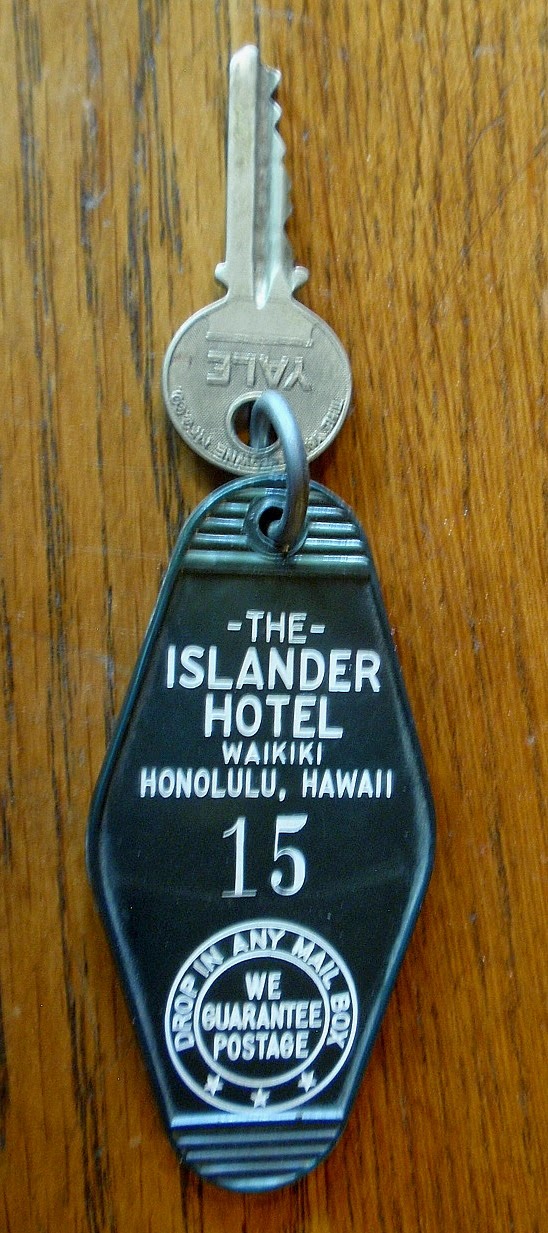 YALE
-THE-
ISLANDER
HOTEL
WAIKIKI
HONOLULU, HAWAII
15
DROP IN ANY MAIL BOX
WE
GUARANTEE
POSTAGE